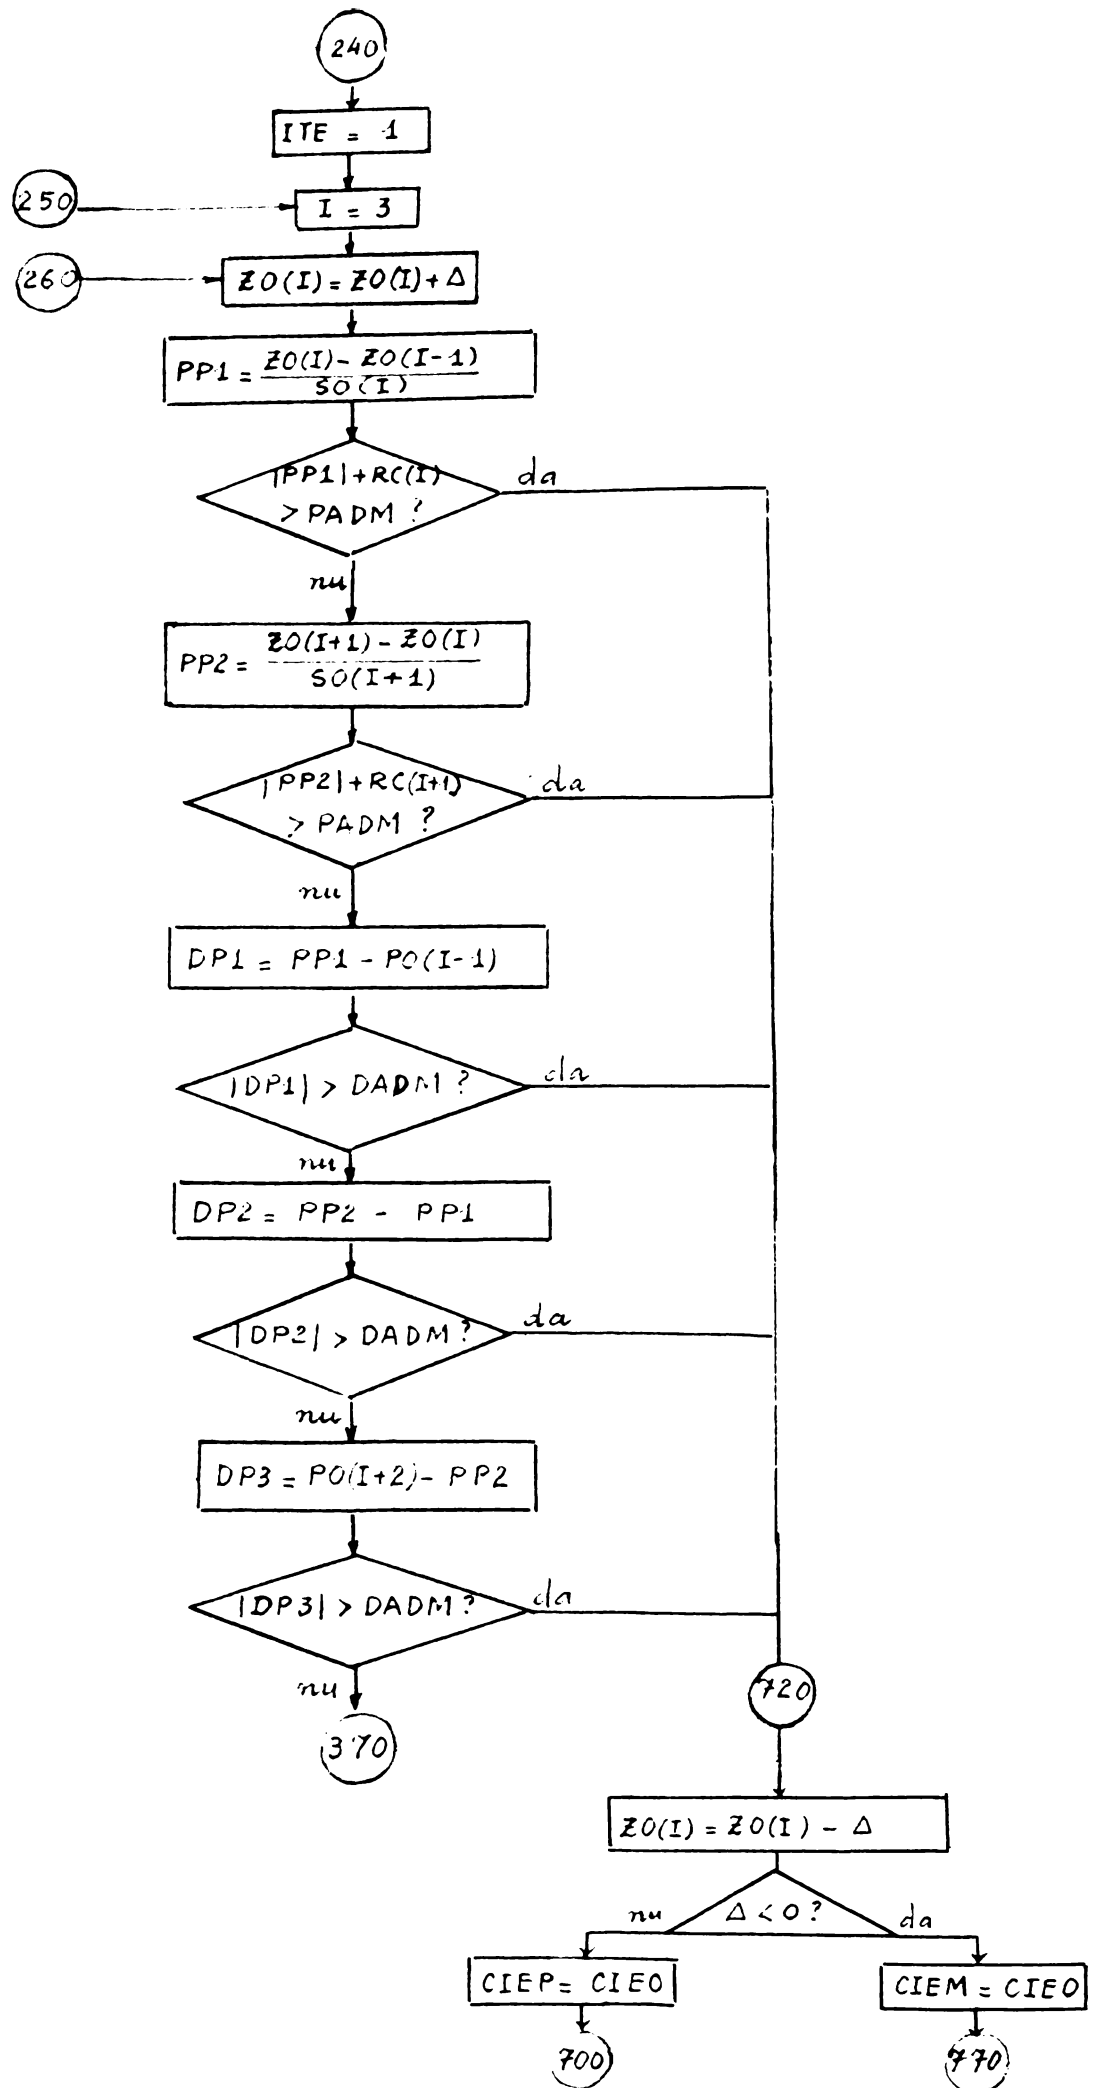 240
ITE = 1
250
I = 3
260
ZO(I) = ZO(I) + Δ
PP1 = ZO(I) - ZO(I-1)
SO(I)
|PP1| + RC(I)
> PADM ?
da
nu
PP2 = ZO(I+1) - ZO(I)
SO(I+1)
|PP2| + RC(I+1)
> PADM ?
da
nu
DP1 = PP1 - PO(I-1)
|DP1| > DADM ?
da
nu
DP2 = PP2 - PP1
|DP2| > DADM ?
da
nu
DP3 = PO(I+2) - PP2
|DP3| > DADM ?
da
nu
370
720
ZO(I) = ZO(I) - Δ
Δ < 0 ?
nu
da
CIEP = CIEO
CIEM = CIEO
700
770